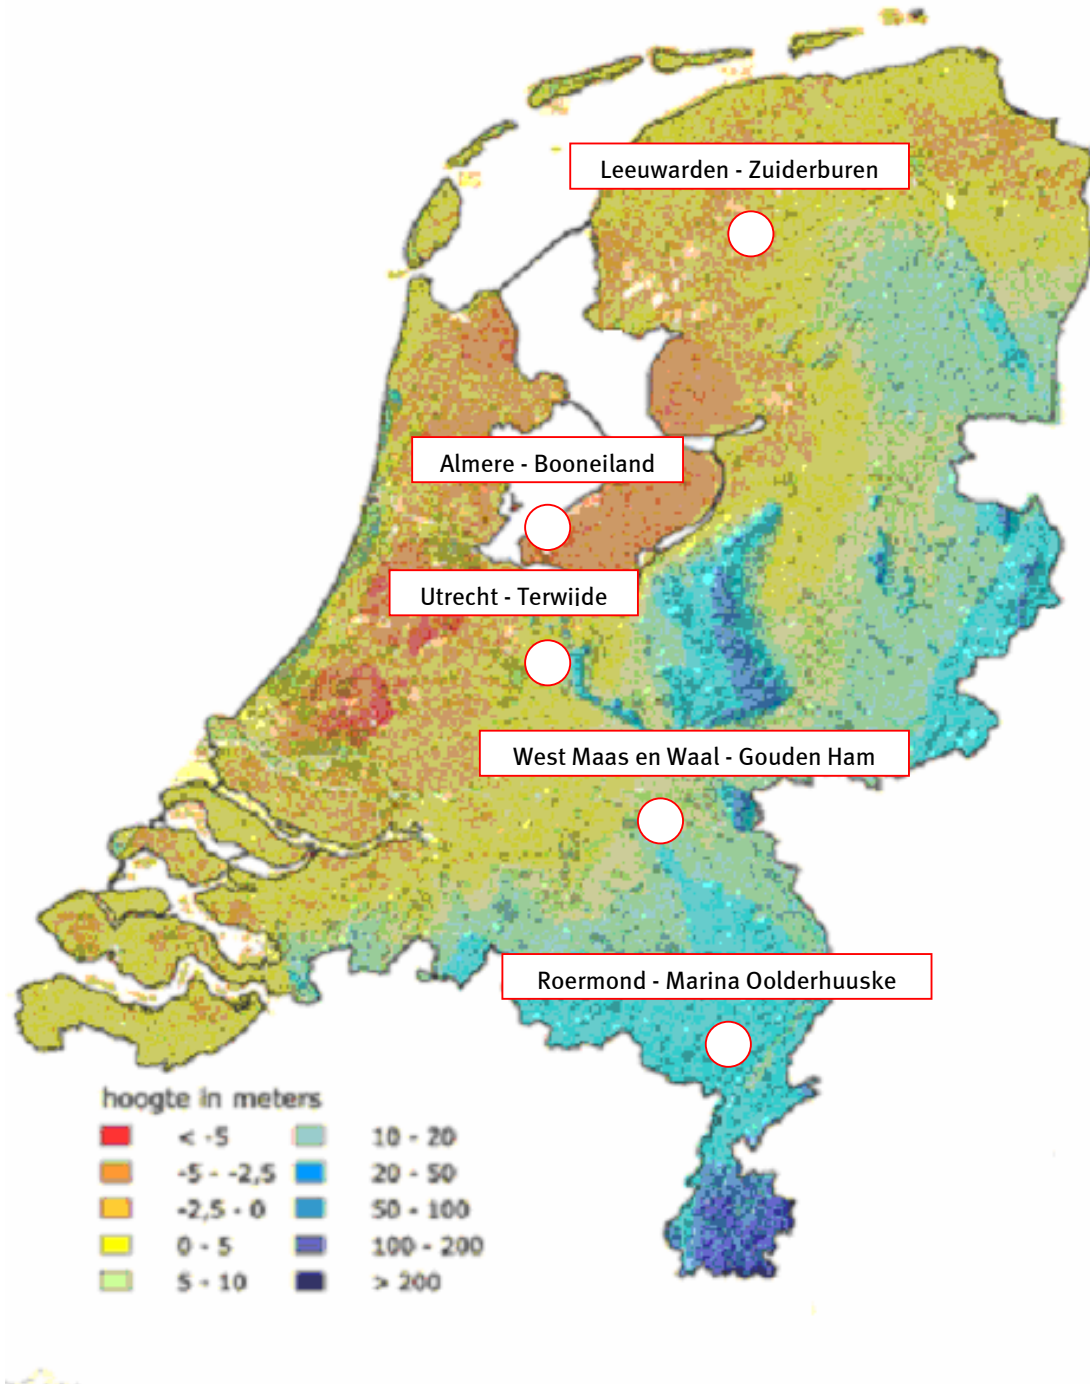 Leeuwarden - Zuiderburen
Almere - Booneiland
Utrecht - Terwijde
West Maas en Waal - Gouden Ham
Roermond - Marina Oolderhuuske
hoogte in meters
< -5
-5 - -2,5
-2,5 - 0
0 - 5
5 - 10
10 - 20
20 - 50
50 - 100
100 - 200
> 200